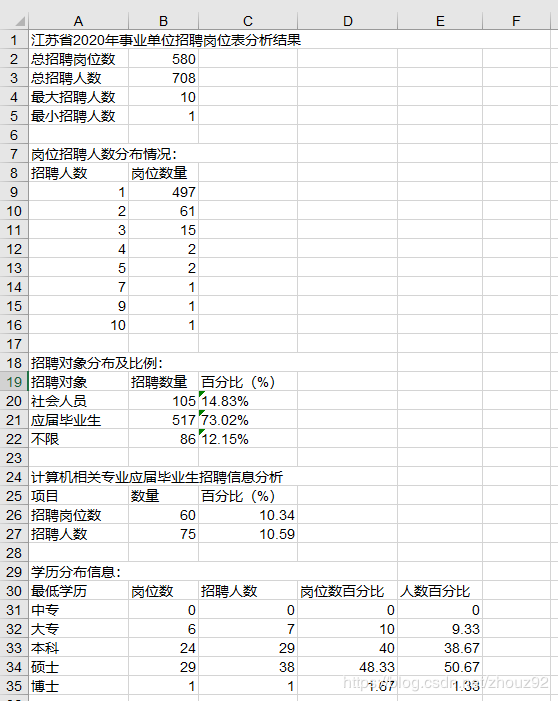 A B C D E F
1 江苏省2020年事业单位招聘岗位表分析结果
2 总招聘岗位数 580
3 总招聘人数 708
4 最大招聘人数 10
5 最小招聘人数 1
6
7 岗位招聘人数分布情况:
8 招聘人数 岗位数量
9 1 497
10 2 61
11 3 15
12 4 2
13 5 2
14 7 1
15 9 1
16 10 1
17
18 招聘对象分布及比例:
19 招聘对象 招聘数量 百分比（%）
20 社会人员 105 14.83%
21 应届毕业生 517 73.02%
22 不限 86 12.15%
23
24 计算机相关专业应届毕业生招聘信息分析
25 项目 数量 百分比（%）
26 招聘岗位数 60 10.34
27 招聘人数 75 10.59
28
29 学历分布信息:
30 最低学历 岗位数 招聘人数 岗位数百分比 人数百分比
31 中专 0 0 0 0
32 大专 6 7 10 9.33
33 本科 24 29 40 38.67
34 硕士 29 38 48.33 50.67
35 博士 1 1 1.67 1.33
https://blog.csdn.net/zhouz92